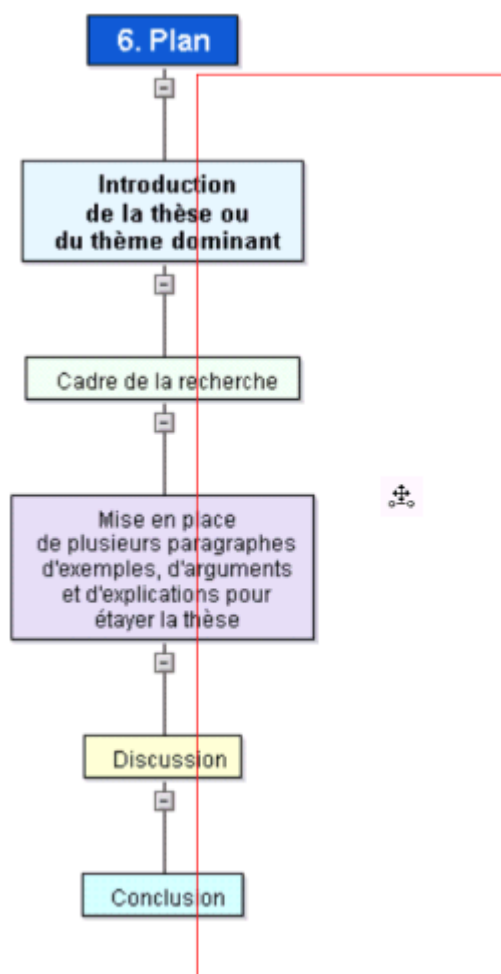 6. Plan
Introduction
de la thèse ou
du thème dominant
Cadre de la recherche
Mise en place
de plusieurs paragraphes
d'exemples, d'arguments
et d'explications pour
étayer la thèse
Discussion
Conclusion